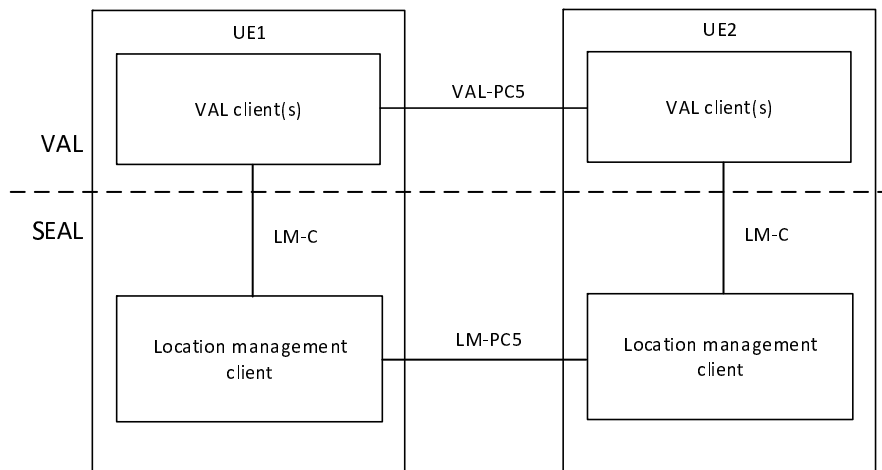 UE1
UE2
VAL client(s)
VAL-PC5
VAL client(s)
VAL
SEAL
LM-C
LM-C
Location management
client
LM-PC5
Location management
client